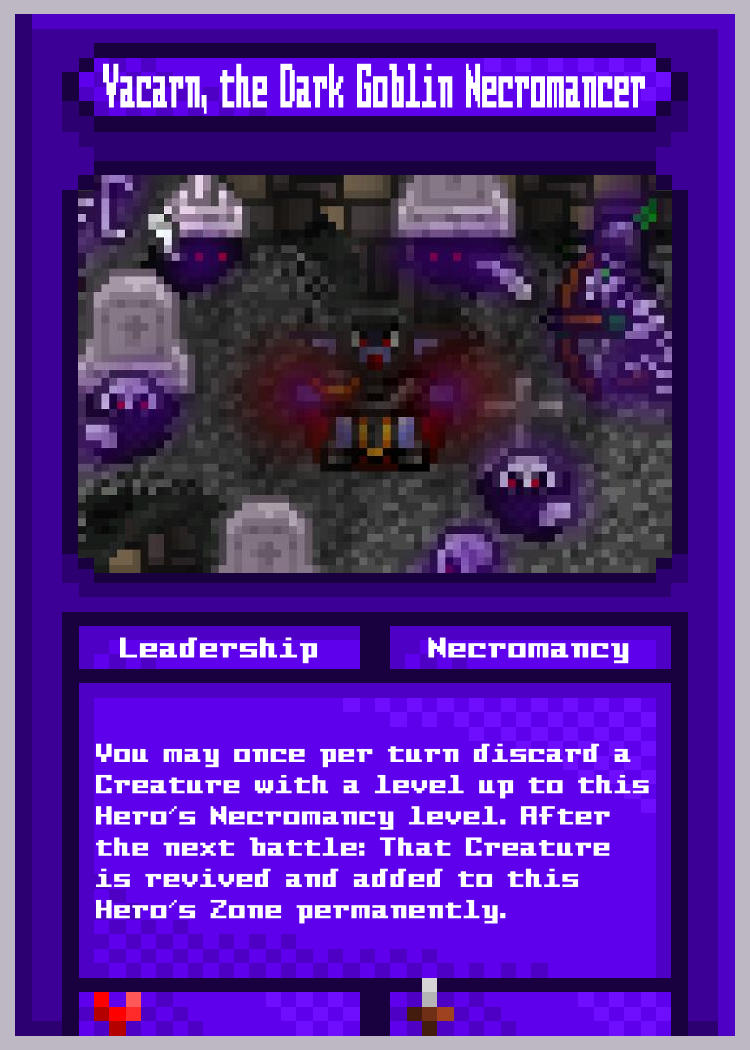 Vacarn, the Dark Goblin Necromancer
Leadership
Necromancy
You may once per turn discard a
Creature with a level up to this
Hero's Necromancy level. After
the next battle: That Creature
is revived and added to this
Hero's Zone permanently.